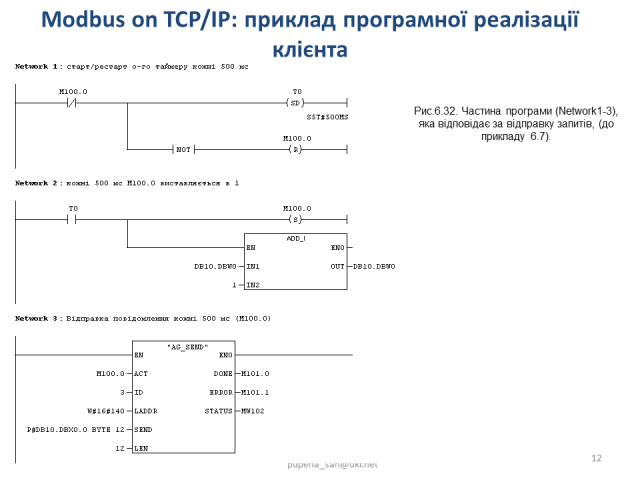 Modbus on TCP/IP: приклад програмної реалізації
клієнта
Network 1 : старт/рестарт 0-го таймеру кожні 500 мс
M100.0
T0
SD
S5T#500MS
M100.0
NOT
R
Рис.6.32. Частина програми (Network1-3),
яка відповідає за відправку запитів, (до
прикладу 6.7).
Network 2 : кожні 500 мс M100.0 виставляється в 1
T0
M100.0
S
ADD_I
EN ENO
DB10.DBW0 IN1 OUT DB10.DBW0
1 IN2
Network 3 : Відправка повідомлення кожні 500 мс (M100.0)
"AG_SEND"
EN ENO
M100.0 ACT DONE M101.0
3 ID ERROR M101.1
W#16#140 LADDR STATUS MW102
P#DB10.DBX0.0 BYTE 12 SEND
12 LEN
pupena_san@ukr.net
12